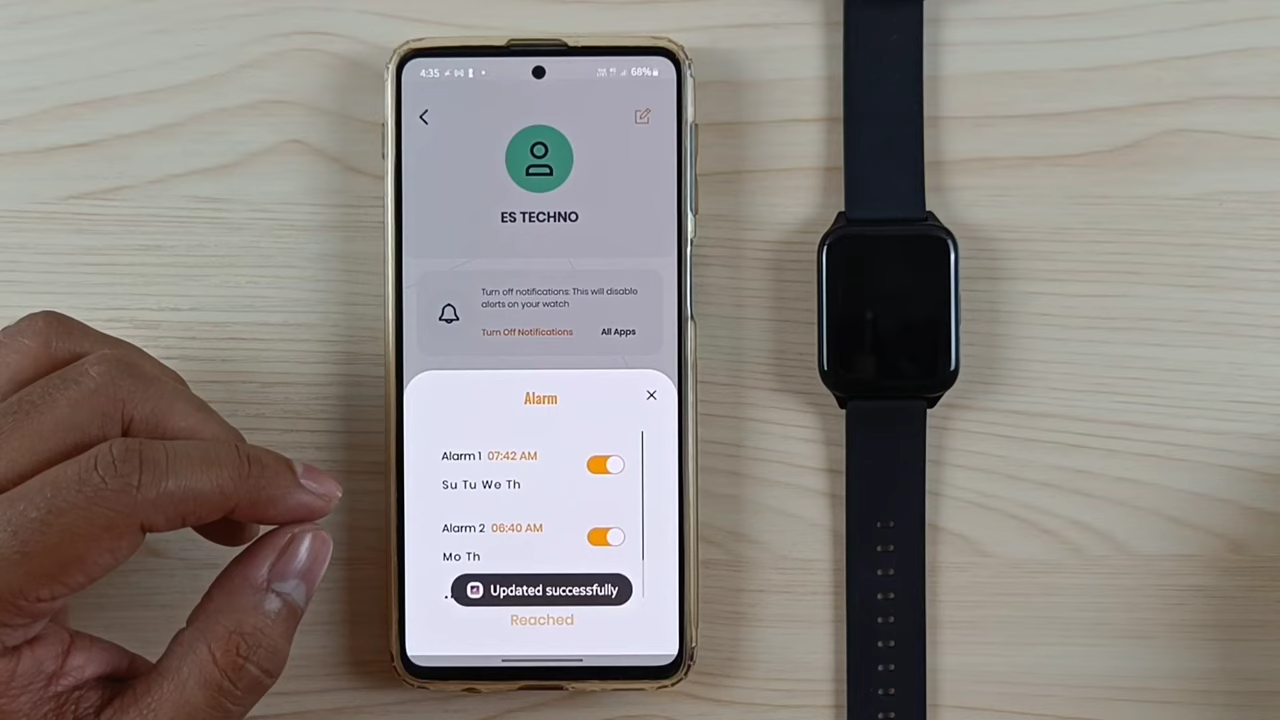 4:35
68%
ES TECHNO
Turn off notifications: This will disable
alerts on your watch
Turn Off Notifications All Apps
Alarm
Alarm 1 07:42 AM
Su Tu We Th
Alarm 2 06:40 AM
Mo Th
Updated successfully
Reached